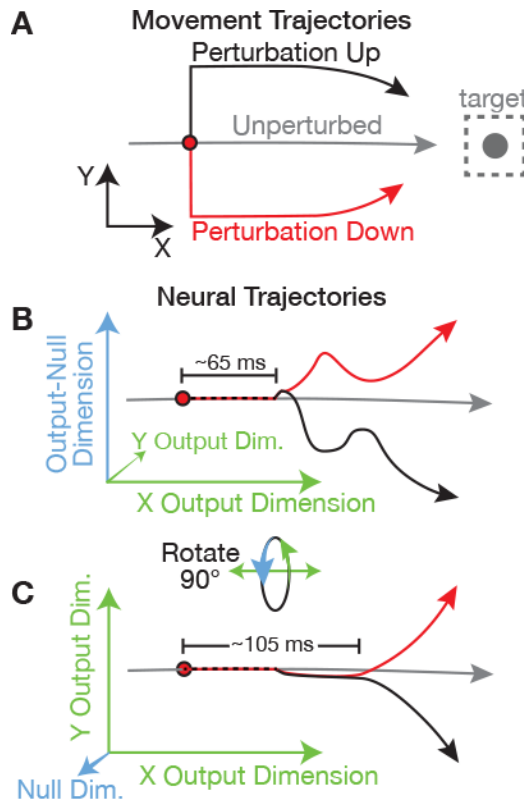 A
Movement Trajectories
Perturbation Up
target
Unperturbed
Y
X
Perturbation Down
Neural Trajectories
B
~65 ms
Output-Null
Dimension
Y Output Dim.
X Output Dimension
Rotate
90°
C
~105 ms
Y Output Dim.
X Output Dimension
Null Dim.